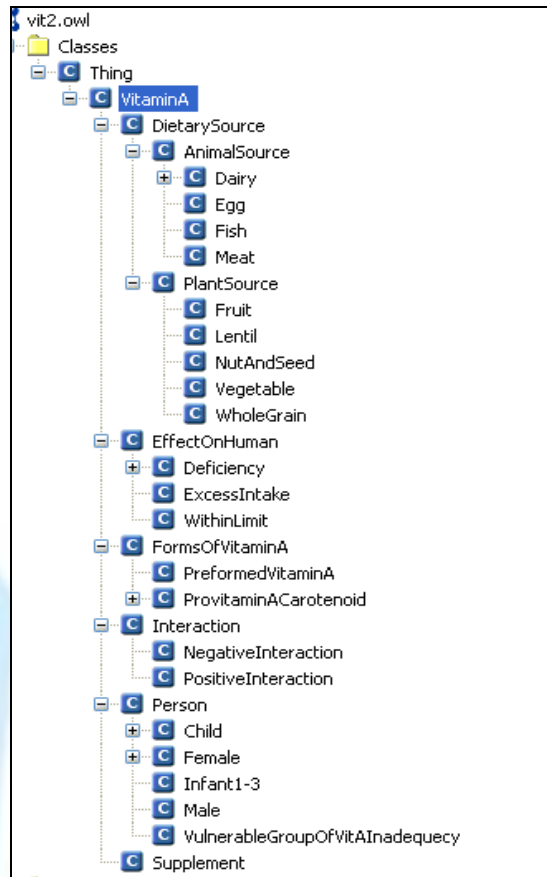 vit2.owl
Classes
C Thing
C VitaminA
C DietarySource
C AnimalSource
C Dairy
C Egg
C Fish
C Meat
C PlantSource
C Fruit
C Lentil
C NutAndSeed
C Vegetable
C WholeGrain
C EffectOnHuman
C Deficiency
C ExcessIntake
C WithinLimit
C FormsOfVitaminA
C PreformedVitaminA
C ProvitaminACarotenoid
C Interaction
C NegativeInteraction
C PositiveInteraction
C Person
C Child
C Female
C Infant1-3
C Male
C VulnerableGroupOfVitAInadequecy
C Supplement